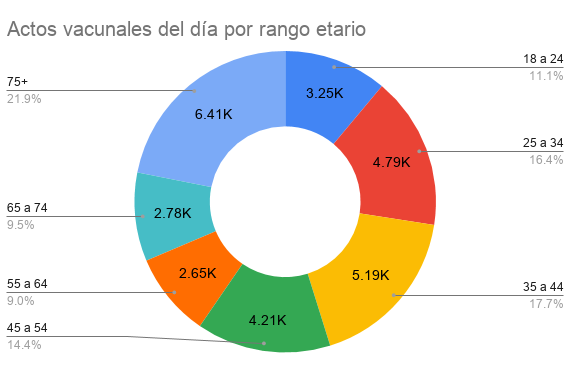 Actos vacunales del día por rango etario
18 a 24
11.1%
75+
21.9%
3.25K
6.41K
25 a 34
16.4%
4.79K
65 a 74
9.5%
2.78K
2.65K
5.19K
55 a 64
9.0%
35 a 44
17.7%
4.21K
45 a 54
14.4%